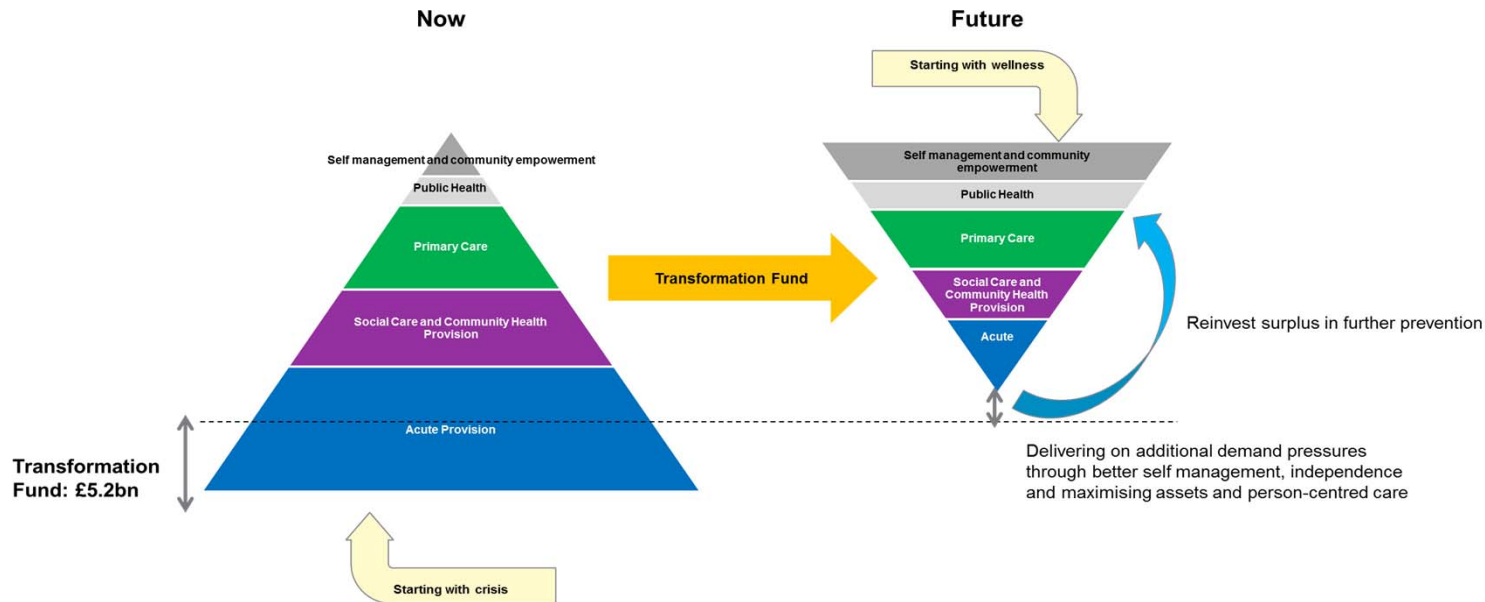 Now
Future
Starting with wellness
Self management and community empowerment
Public Health
Primary Care
Social Care and Community Health
Provision
Acute Provision
Transformation Fund
Self management and community
empowerment
Public Health
Primary Care
Social Care and
Community Health
Provision
Acute
Reinvest surplus in further prevention
Transformation
Fund: £5.2bn
Delivering on additional demand pressures
through better self management, independence
and maximising assets and person-centred care
Starting with crisis